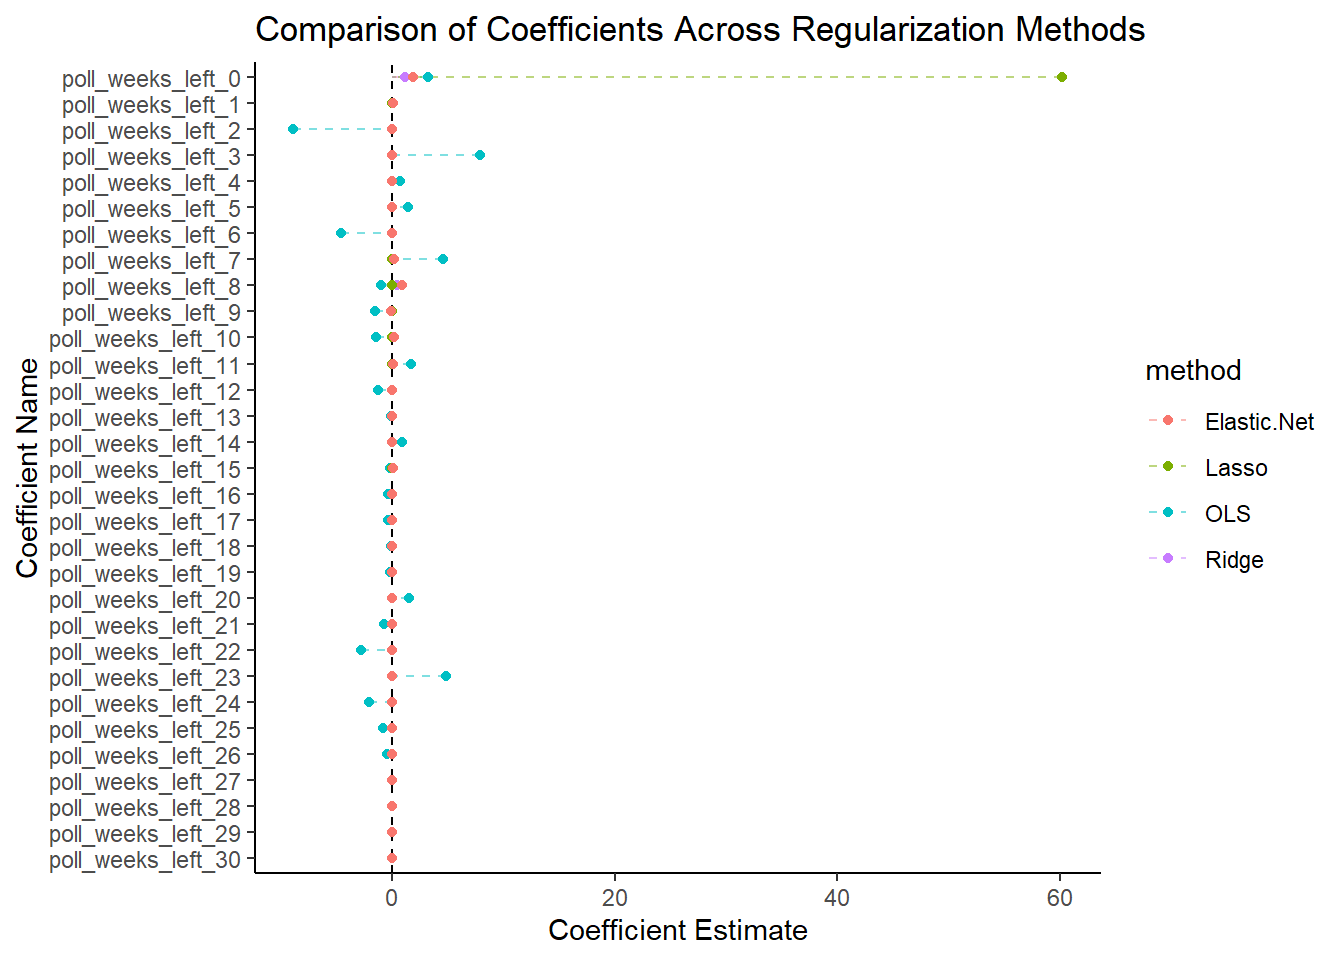 Comparison of Coefficients Across Regularization Methods
poll_weeks_left_0
poll_weeks_left_1
poll_weeks_left_2
poll_weeks_left_3
poll_weeks_left_4
poll_weeks_left_5
poll_weeks_left_6
poll_weeks_left_7
poll_weeks_left_8
poll_weeks_left_9
poll_weeks_left_10
poll_weeks_left_11
poll_weeks_left_12
poll_weeks_left_13
poll_weeks_left_14
poll_weeks_left_15
poll_weeks_left_16
poll_weeks_left_17
poll_weeks_left_18
poll_weeks_left_19
poll_weeks_left_20
poll_weeks_left_21
poll_weeks_left_22
poll_weeks_left_23
poll_weeks_left_24
poll_weeks_left_25
poll_weeks_left_26
poll_weeks_left_27
poll_weeks_left_28
poll_weeks_left_29
poll_weeks_left_30
Coefficient Name
0
20
40
60
Coefficient Estimate
method
Elastic.Net
Lasso
OLS
Ridge